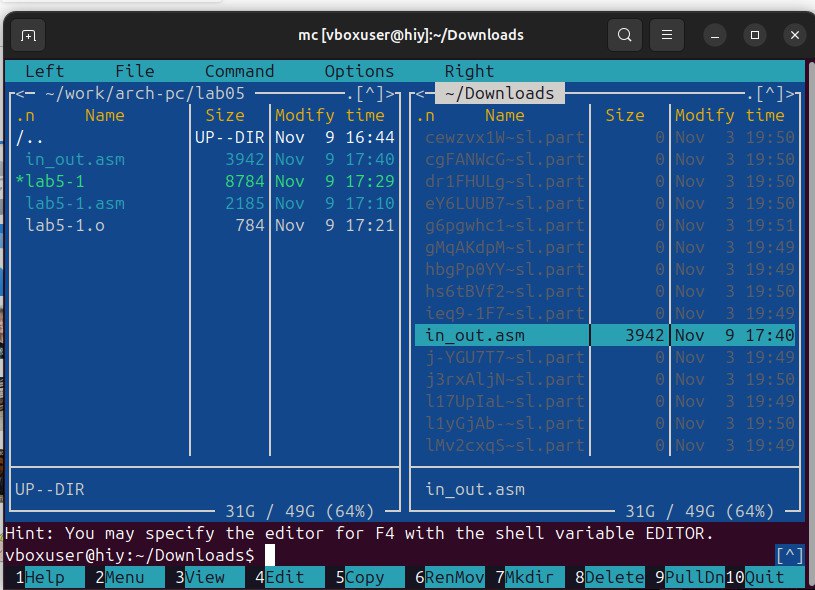 mc [vboxuser@hiy]:~/Downloads
Left File Command Options Right
<─ ~/work/arch-pc/lab05 ─.[^]> <─ ~/Downloads ─.[^]>
.n Name Size Modify time .n Name Size Modify time
/.. UP--DIR Nov 9 16:44 cewzvx1W~sl.part 0 Nov 3 19:50
in_out.asm 3942 Nov 9 17:40 cgFANWcG~sl.part 0 Nov 3 19:50
*lab5-1 8784 Nov 9 17:29 dr1FHULg~sl.part 0 Nov 3 19:50
lab5-1.asm 2185 Nov 9 17:10 eY6LUUB7~sl.part 0 Nov 3 19:50
lab5-1.o 784 Nov 9 17:21 g6pgwhc1~sl.part 0 Nov 3 19:51
gMqAKdpM~sl.part 0 Nov 3 19:49
hbgPp0YY~sl.part 0 Nov 3 19:49
hs6tBVf2~sl.part 0 Nov 3 19:50
ieq9-1F7~sl.part 0 Nov 3 19:49
in_out.asm 3942 Nov 9 17:40
j-YGU7T7~sl.part 0 Nov 3 19:49
j3rxAljN~sl.part 0 Nov 3 19:50
l17UpIaL~sl.part 0 Nov 3 19:49
l1yGjAb-~sl.part 0 Nov 3 19:50
lMv2cxqS~sl.part 0 Nov 3 19:49
UP--DIR in_out.asm
31G / 49G (64%) 31G / 49G (64%)
Hint: You may specify the editor for F4 with the shell variable EDITOR.
vboxuser@hiy:~/Downloads$ [^]
1Help 2Menu 3View 4Edit 5Copy 6RenMov 7Mkdir 8Delete 9PullDn 10Quit